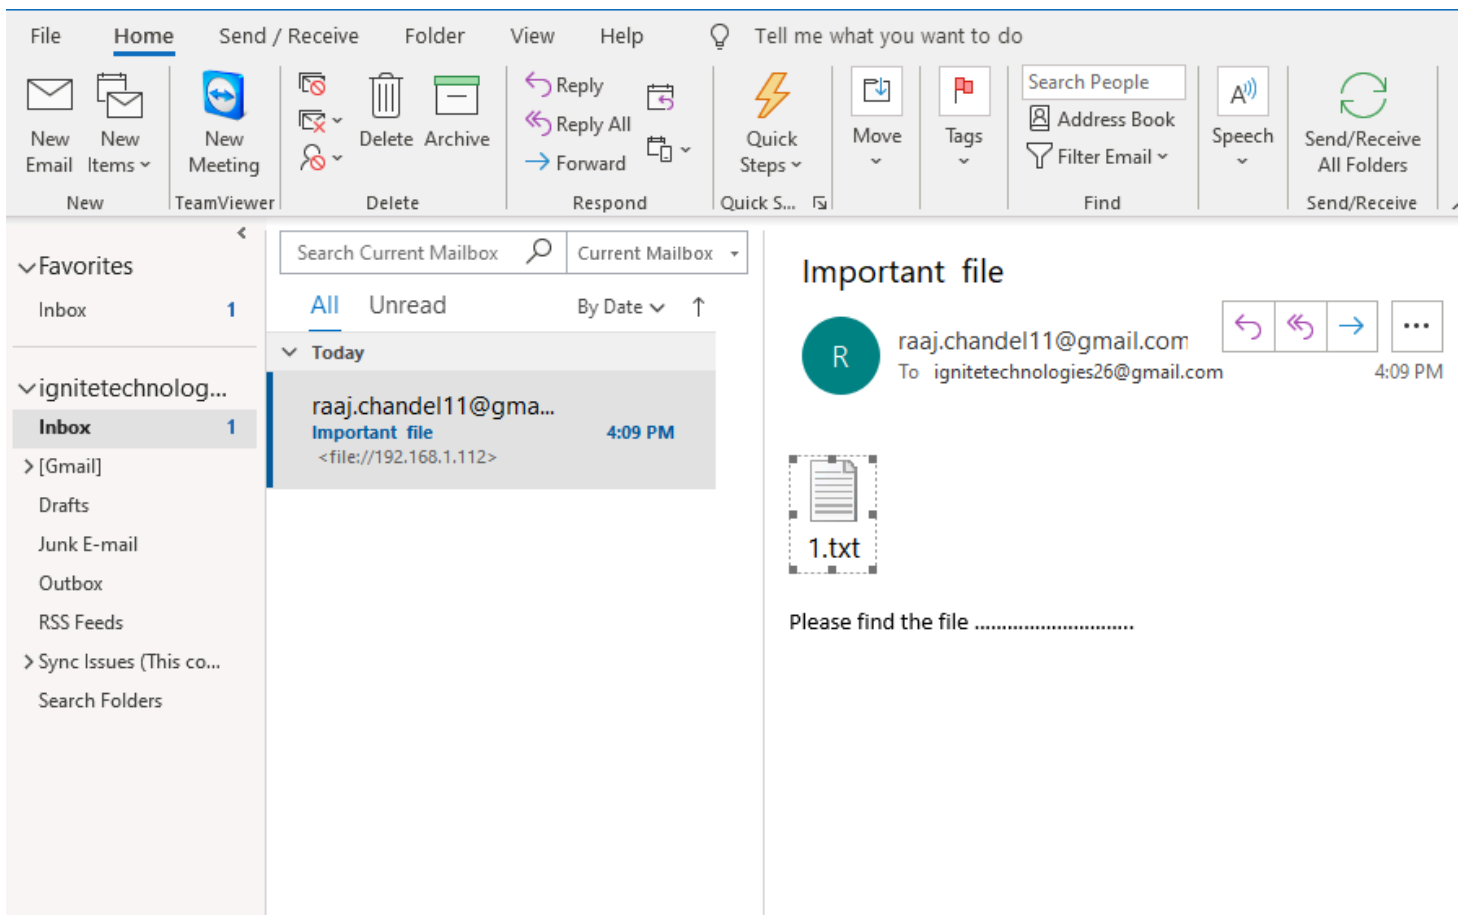 File Home Send / Receive Folder View Help Tell me what you want to do
New Email
New Items
New Meeting
Delete
Archive
Reply
Reply All
Forward
Quick Steps
Move
Tags
Search People
Address Book
Filter Email
Speech
Send/Receive All Folders
New TeamViewer Delete Respond Quick S... Find Send/Receive
Favorites
Inbox 1
ignitetechnolog...
Inbox 1
[Gmail]
Drafts
Junk E-mail
Outbox
RSS Feeds
Sync Issues (This co...
Search Folders
Search Current Mailbox Current Mailbox
All Unread By Date
Today
raaj.chandel11@gma...
Important file 4:09 PM
<file://192.168.1.112>
Important file
R
raaj.chandel11@gmail.com
To ignitetechnologies26@gmail.com 4:09 PM
1.txt
Please find the file .............................